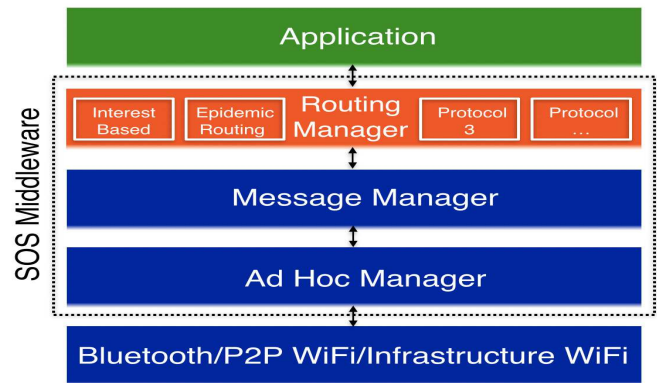 Application
SOS Middleware
Interest
Based
Epidemic
Routing
Routing
Manager
Protocol
3
Protocol
...
Message Manager
Ad Hoc Manager
Bluetooth/P2P WiFi/Infrastructure WiFi